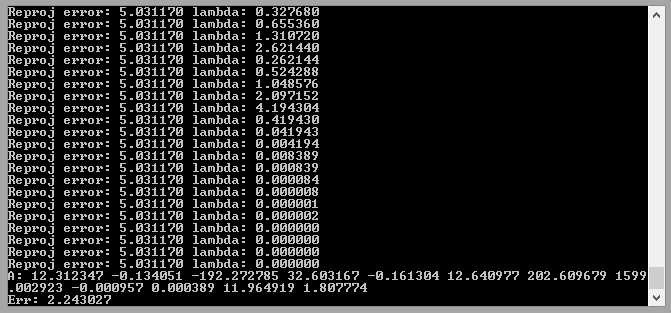 Reproj error: 5.031170 lambda: 0.327680
Reproj error: 5.031170 lambda: 0.655360
Reproj error: 5.031170 lambda: 1.310720
Reproj error: 5.031170 lambda: 2.621440
Reproj error: 5.031170 lambda: 0.262144
Reproj error: 5.031170 lambda: 0.524288
Reproj error: 5.031170 lambda: 1.048576
Reproj error: 5.031170 lambda: 2.097152
Reproj error: 5.031170 lambda: 4.194304
Reproj error: 5.031170 lambda: 0.419430
Reproj error: 5.031170 lambda: 0.041943
Reproj error: 5.031170 lambda: 0.004194
Reproj error: 5.031170 lambda: 0.008389
Reproj error: 5.031170 lambda: 0.000839
Reproj error: 5.031170 lambda: 0.000084
Reproj error: 5.031170 lambda: 0.000008
Reproj error: 5.031170 lambda: 0.000001
Reproj error: 5.031170 lambda: 0.000002
Reproj error: 5.031170 lambda: 0.000000
Reproj error: 5.031170 lambda: 0.000000
Reproj error: 5.031170 lambda: 0.000000
Reproj error: 5.031170 lambda: 0.000000
A: 12.312347 -0.134051 -192.272785 32.603167 -0.161304 12.640977 202.609679 1599
.002923 -0.000957 0.000389 11.964919 1.807774
Err: 2.243027